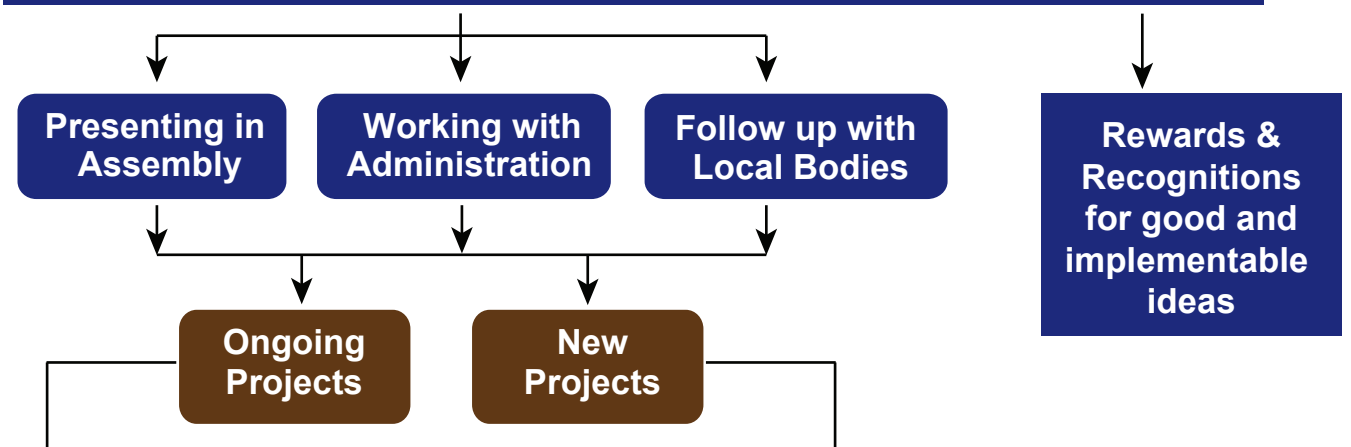 Presenting in
Assembly
Working with
Administration
Follow up with
Local Bodies
Rewards &
Recognitions
for good and
implementable
ideas
Ongoing
Projects
New
Projects